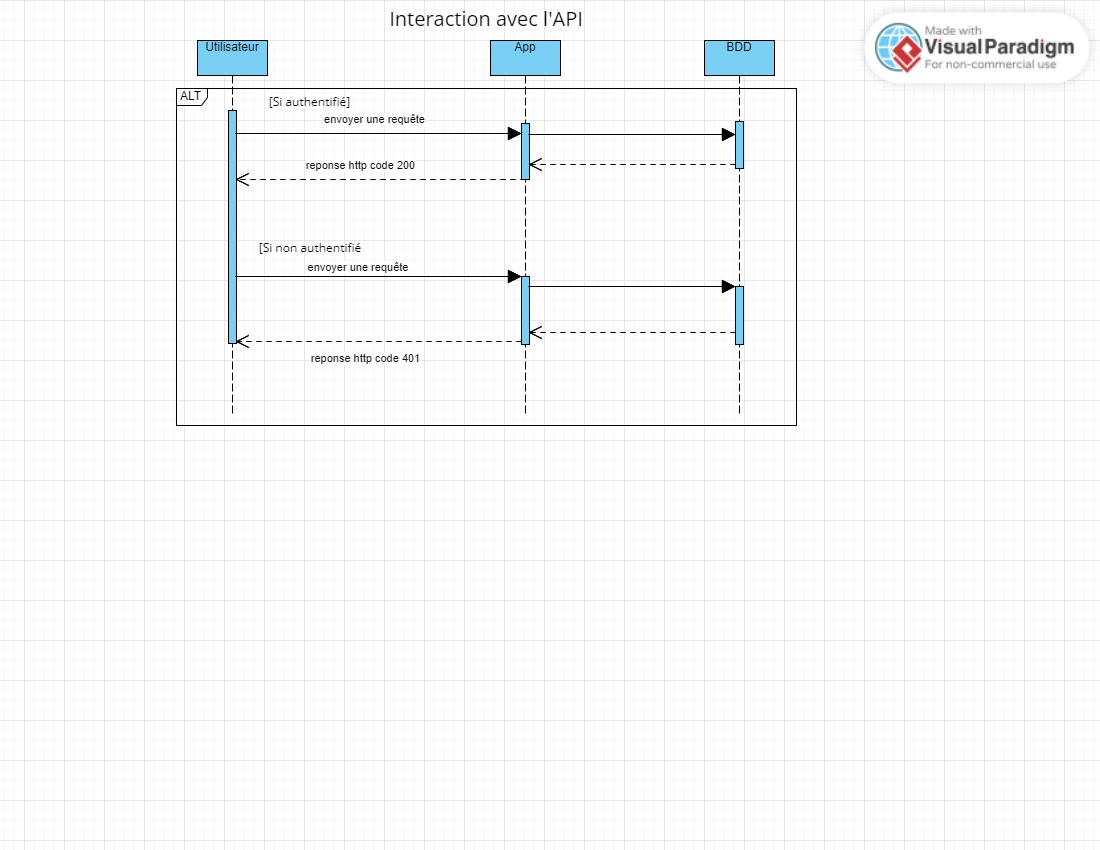 Interaction avec l'API
Made with
Visual Paradigm
For non-commercial use
Utilisateur
App
BDD
ALT
[Si authentifié]
envoyer une requête
reponse http code 200
[Si non authentifié
envoyer une requête
reponse http code 401